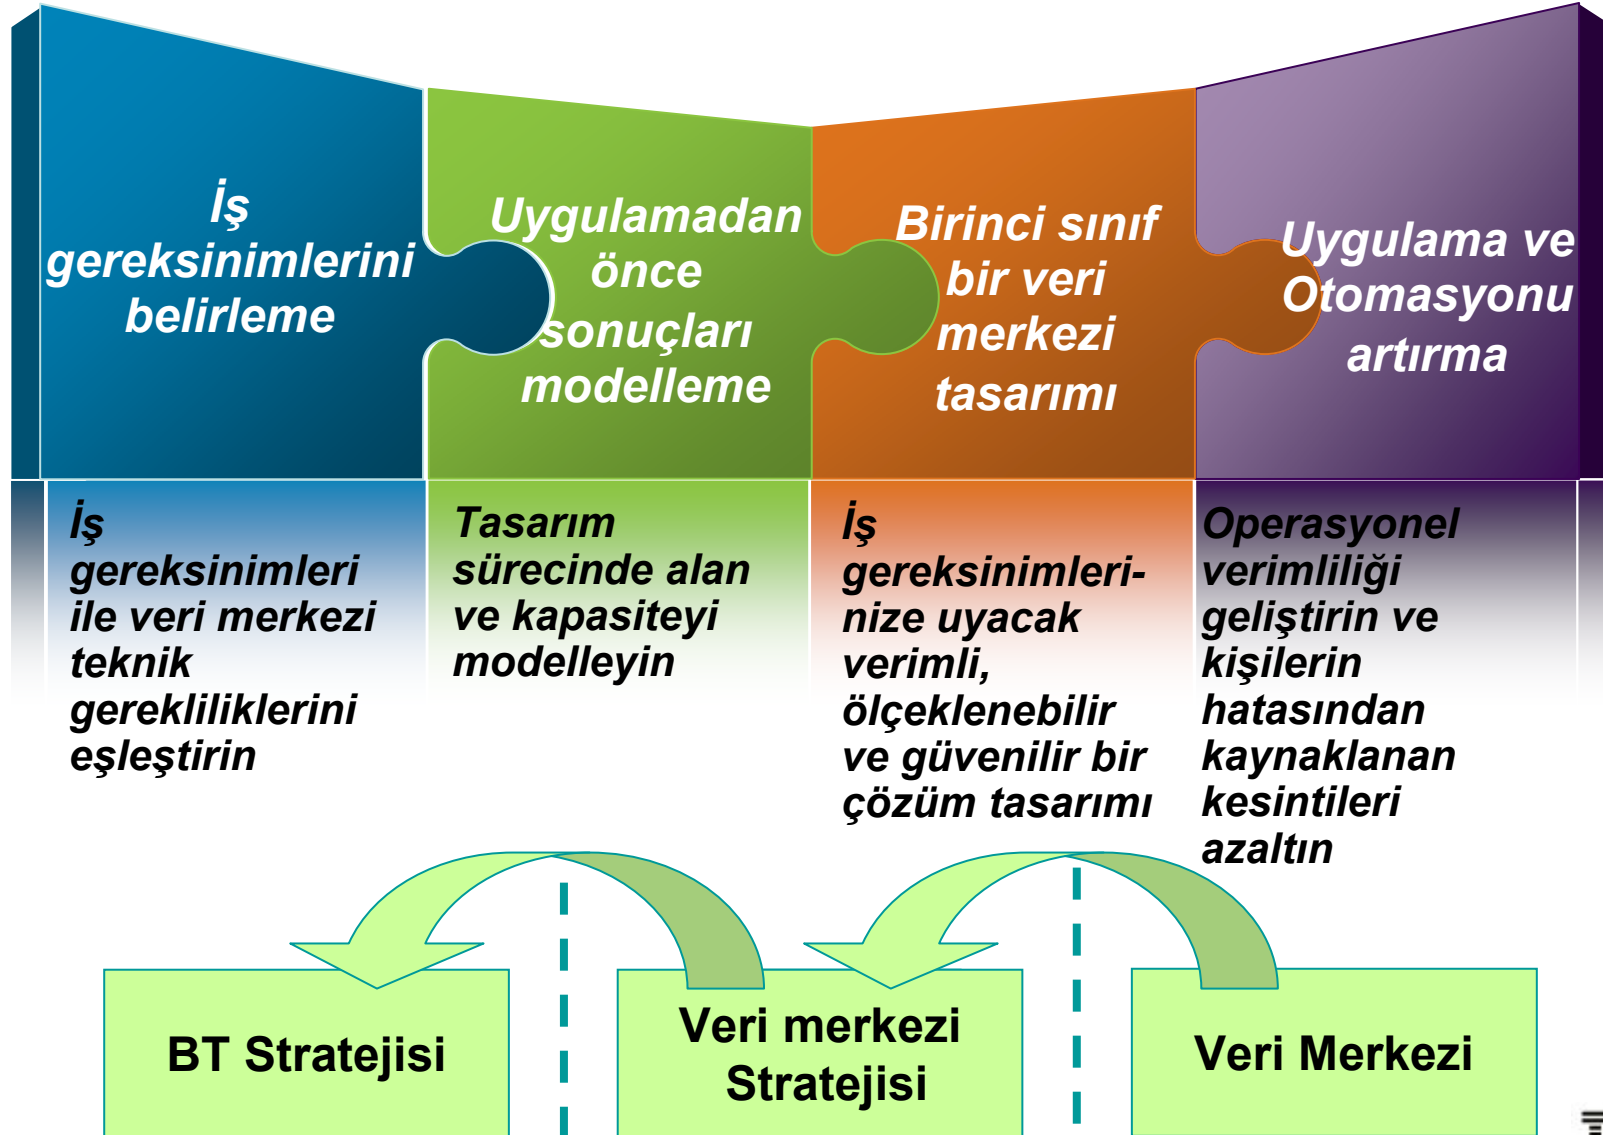 İş
gereksinimlerini
belirleme
Uygulamadan
önce
sonuçları
modelleme
Birinci sınıf
bir veri
merkezi
tasarımı
Uygulama ve
Otomasyonu
artırma
İş
gereksinimleri
ile veri merkezi
teknik
gerekliliklerini
eşleştirin
Tasarım
sürecinde alan
ve kapasiteyi
modelleyin
İş
gereksinimleri-
nize uyacak
verimli,
ölçeklenebilir
ve güvenilir bir
çözüm tasarımı
Operasyonel
verimliliği
geliştirin ve
kişilerin
hatasından
kaynaklanan
kesintileri
azaltın
BT Stratejisi
Veri merkezi
Stratejisi
Veri Merkezi